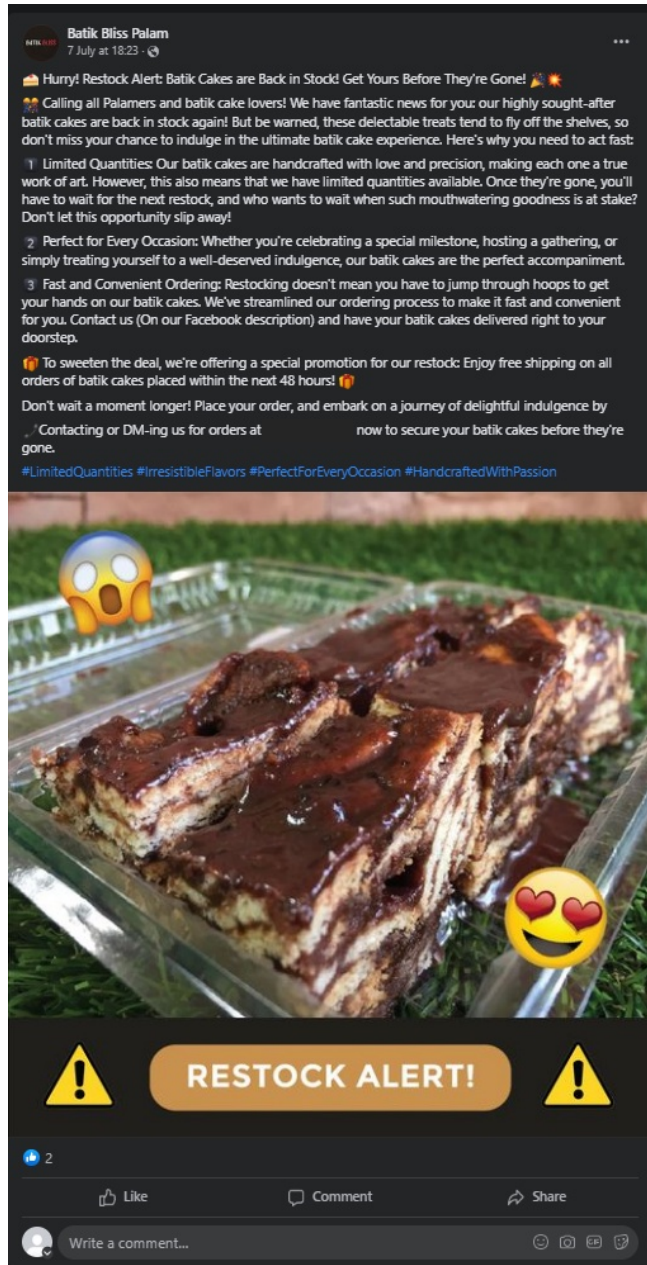 BATIK BLISS
Batik Bliss Palam
7 July at 18:23 ·
🍰 Hurry! Restock Alert: Batik Cakes are Back in Stock! Get Yours Before They're Gone! 🎉💥
🎊 Calling all Palamers and batik cake lovers! We have fantastic news for you: our highly sought-after
batik cakes are back in stock again! But be warned, these delectable treats tend to fly off the shelves, so
don't miss your chance to indulge in the ultimate batik cake experience. Here's why you need to act fast:
1 Limited Quantities: Our batik cakes are handcrafted with love and precision, making each one a true
work of art. However, this also means that we have limited quantities available. Once they're gone, you'll
have to wait for the next restock, and who wants to wait when such mouthwatering goodness is at stake?
Don't let this opportunity slip away!
2 Perfect for Every Occasion: Whether you're celebrating a special milestone, hosting a gathering, or
simply treating yourself to a well-deserved indulgence, our batik cakes are the perfect accompaniment.
3 Fast and Convenient Ordering: Restocking doesn't mean you have to jump through hoops to get
your hands on our batik cakes. We've streamlined our ordering process to make it fast and convenient
for you. Contact us (On our Facebook description) and have your batik cakes delivered right to your
doorstep.
🎁 To sweeten the deal, we're offering a special promotion for our restock: Enjoy free shipping on all
orders of batik cakes placed within the next 48 hours! 🎁
Don't wait a moment longer! Place your order, and embark on a journey of delightful indulgence by
Contacting or DM-ing us for orders at now to secure your batik cakes before they're
gone.
#LimitedQuantities #IrresistibleFlavors #PerfectForEveryOccasion #HandcraftedWithPassion
RESTOCK ALERT!
2
Like Comment Share
Write a comment...
GIF